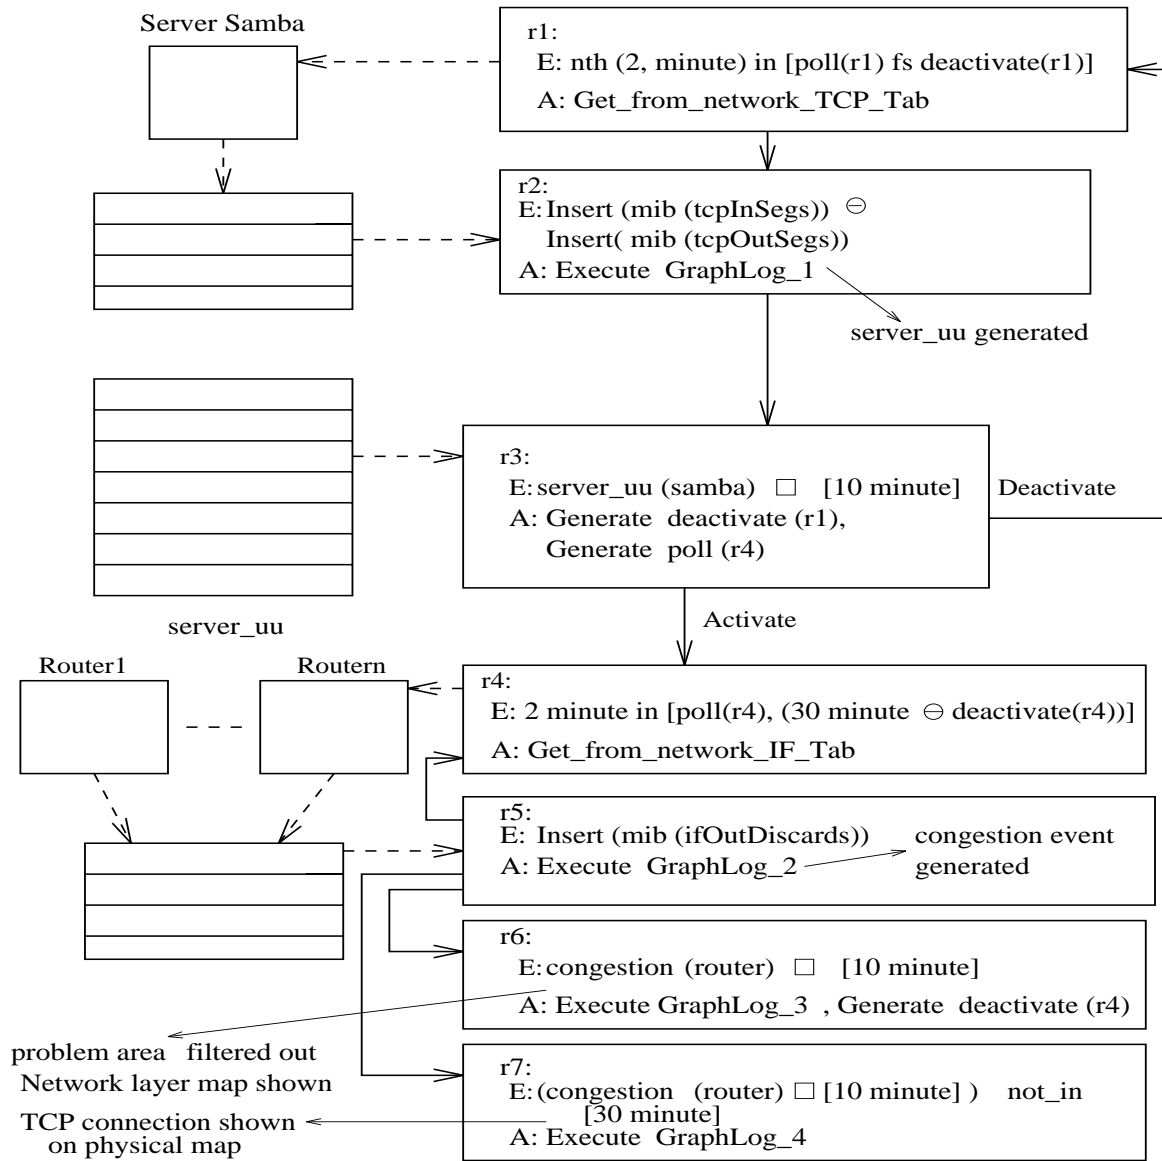 Server Samba
r1:
E: nth (2, minute) in [poll(r1) fs deactivate(r1)]
A: Get_from_network_TCP_Tab
r2:
E: Insert (mib (tcpInSegs)) ⊖
Insert( mib (tcpOutSegs))
A: Execute GraphLog_1
server_uu generated
r3:
E: server_uu (samba) □ [10 minute]
A: Generate deactivate (r1),
Generate poll (r4)
Deactivate
server_uu
Activate
Router1
Routern
r4:
E: 2 minute in [poll(r4), (30 minute ⊖ deactivate(r4))]
A: Get_from_network_IF_Tab
r5:
E: Insert (mib (ifOutDiscards))
A: Execute GraphLog_2
congestion event
generated
r6:
E: congestion (router) □ [10 minute]
A: Execute GraphLog_3 , Generate deactivate (r4)
problem area filtered out
Network layer map shown
r7:
E: (congestion (router) □ [10 minute] ) not_in
[30 minute]
A: Execute GraphLog_4
TCP connection shown
on physical map